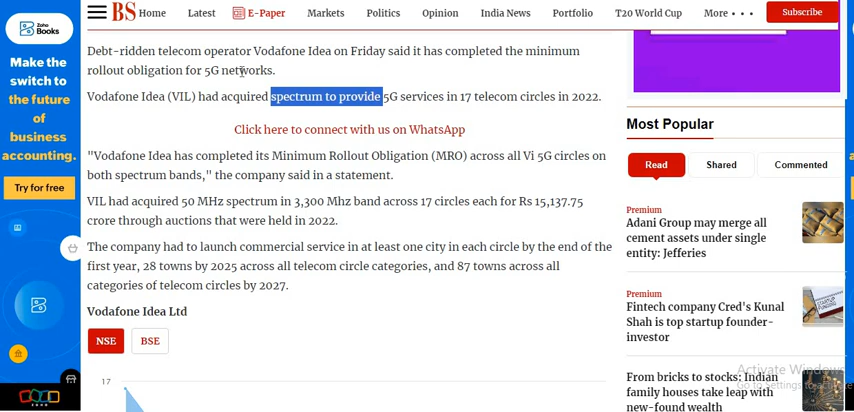 Zoho
Books
Make the
switch to
the future
of
business
accounting.
Try for free
ZOHO
BS
Home
Latest
E-Paper
Markets
Politics
Opinion
India News
Portfolio
T20 World Cup
More
Subscribe
Debt-ridden telecom operator Vodafone Idea on Friday said it has completed the minimum
rollout obligation for 5G networks.
Vodafone Idea (VIL) had acquired spectrum to provide 5G services in 17 telecom circles in 2022.
Click here to connect with us on WhatsApp
"Vodafone Idea has completed its Minimum Rollout Obligation (MRO) across all Vi 5G circles on
both spectrum bands," the company said in a statement.
VIL had acquired 50 MHz spectrum in 3,300 Mhz band across 17 circles each for Rs 15,137.75
crore through auctions that were held in 2022.
The company had to launch commercial service in at least one city in each circle by the end of the
first year, 28 towns by 2025 across all telecom circle categories, and 87 towns across all
categories of telecom circles by 2027.
Vodafone Idea Ltd
NSE
BSE
17
Most Popular
Read
Shared
Commented
Premium
Adani Group may merge all
cement assets under single
entity: Jefferies
Premium
Fintech company Cred's Kunal
Shah is top startup founder-
investor
From bricks to stocks: Indian
family houses take leap with
new-found wealth
Activate Windows
Go to Settings to activate